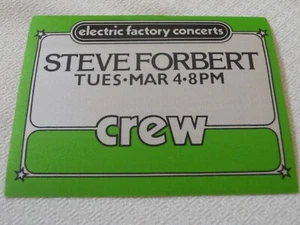 electric factory concerts
STEVE FORBERT
TUES•MAR 4•8PM
crew